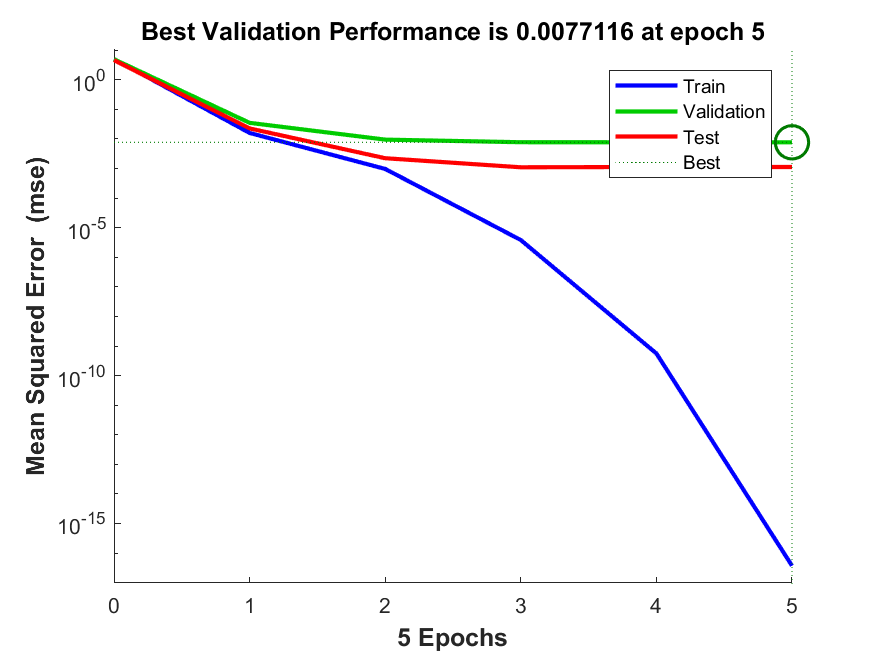 Best Validation Performance is 0.0077116 at epoch 5
Mean Squared Error  (mse)
10^0
10^-5
10^-10
10^-15
Train
Validation
Test
Best
0 1 2 3 4 5
5 Epochs